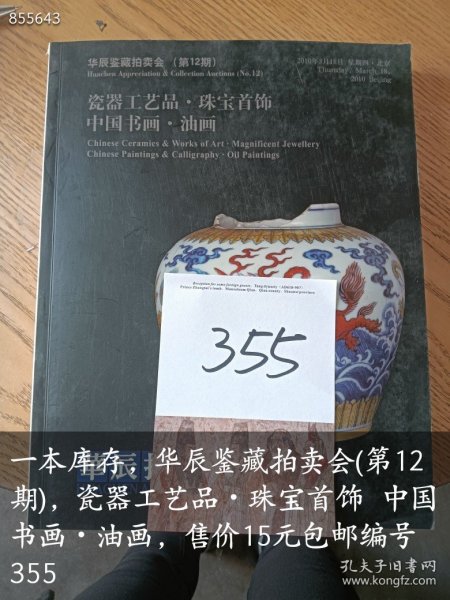 855643
华辰鉴藏拍卖会 (第12期)
Huachen Appreciation & Collection Auctions (No.12)
2010年3月18日 星期四·北京
Thursday, March 18,
2010 Beijing
瓷器工艺品·珠宝首饰
中国书画·油画
Chinese Ceramics & Works of Art · Magnificent Jewellery
Chinese Paintings & Calligraphy · Oil Paintings
355
华辰
一本库存，华辰鉴藏拍卖会(第12
期)，瓷器工艺品·珠宝首饰 中国
书画·油画，售价15元包邮编号
355
孔夫子旧书网
www.kongfz.com